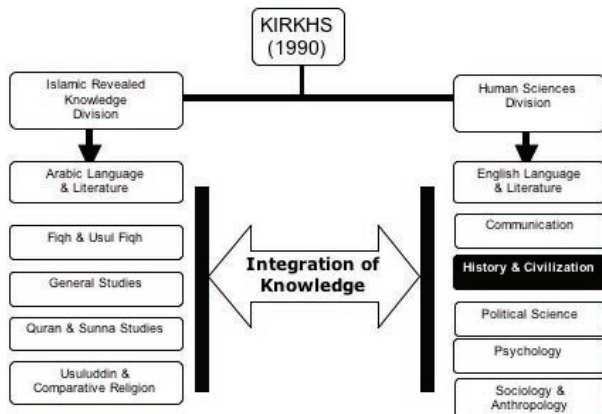 KIRKHS
(1990)
Islamic Revealed
Knowledge
Division
Human Sciences
Division
Arabic Language
& Literature
Fiqh & Usul Fiqh
General Studies
Quran & Sunna Studies
Usuluddin &
Comparative Religion
Integration of
Knowledge
English Language
& Literature
Communication
History & Civilization
Political Science
Psychology
Sociology &
Anthropology